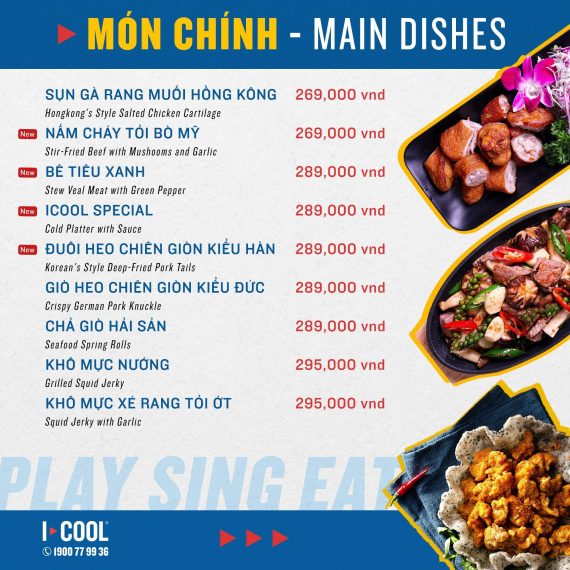 MÓN CHÍNH - MAIN DISHES
SỤN GÀ RANG MUỐI HỒNG KÔNG 269,000 vnd
Hongkong's Style Salted Chicken Cartilage
New NẤM CHÁY TỎI BÒ MỸ 269,000 vnd
Stir-Fried Beef with Mushooms and Garlic
New BÊ TIÊU XANH 289,000 vnd
Stew Veal Meat with Green Pepper
New ICOOL SPECIAL 289,000 vnd
Cold Platter with Sauce
New ĐUÔI HEO CHIÊN GIÒN KIỂU HÀN 289,000 vnd
Korean's Style Deep-Fried Pork Tails
GIÒ HEO CHIÊN GIÒN KIỂU ĐỨC 289,000 vnd
Crispy German Pork Knuckle
CHẢ GIÒ HẢI SẢN 289,000 vnd
Seafood Spring Rolls
KHÔ MỰC NƯỚNG 295,000 vnd
Grilled Squid Jerky
KHÔ MỰC XÉ RANG TỎI ỚT 295,000 vnd
Squid Jerky with Garlic
PLAY SING EAT
I COOL
1900 77 99 36